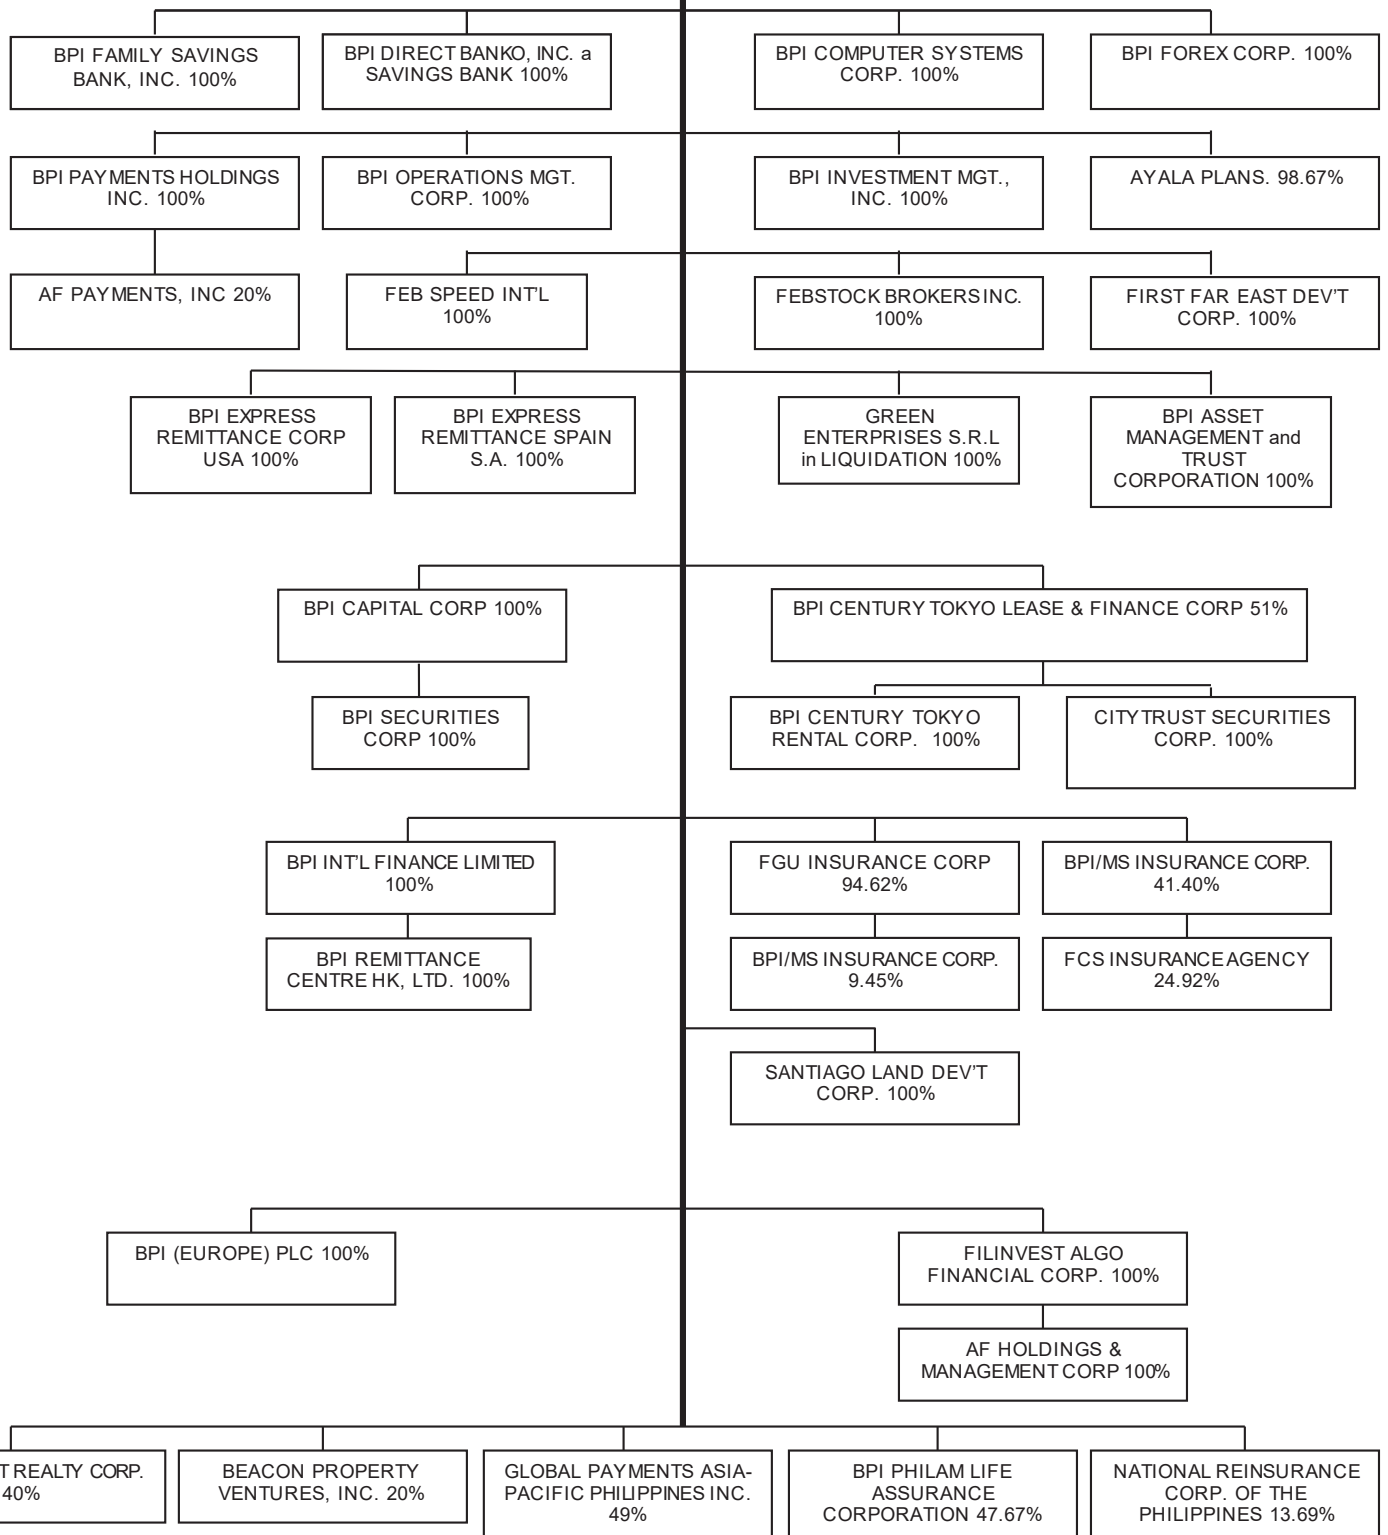 BPI FAMILY SAVINGS
BANK, INC. 100%
BPI DIRECT BANKO, INC. a
SAVINGS BANK 100%
BPI COMPUTER SYSTEMS
CORP. 100%
BPI FOREX CORP. 100%
BPI PAYMENTS HOLDINGS
INC. 100%
BPI OPERATIONS MGT.
CORP. 100%
BPI INVESTMENT MGT.,
INC. 100%
AYALA PLANS. 98.67%
AF PAYMENTS, INC 20%
FEB SPEED INT'L
100%
FEBSTOCK BROKERS INC.
100%
FIRST FAR EAST DEV'T
CORP. 100%
BPI EXPRESS
REMITTANCE CORP
USA 100%
BPI EXPRESS
REMITTANCE SPAIN
S.A. 100%
GREEN
ENTERPRISES S.R.L
in LIQUIDATION 100%
BPI ASSET
MANAGEMENT and
TRUST
CORPORATION 100%
BPI CAPITAL CORP 100%
BPI CENTURY TOKYO LEASE & FINANCE CORP 51%
BPI SECURITIES
CORP 100%
BPI CENTURY TOKYO
RENTAL CORP. 100%
CITYTRUST SECURITIES
CORP. 100%
BPI INT'L FINANCE LIMITED
100%
FGU INSURANCE CORP
94.62%
BPI/MS INSURANCE CORP.
41.40%
BPI REMITTANCE
CENTRE HK, LTD. 100%
BPI/MS INSURANCE CORP.
9.45%
FCS INSURANCE AGENCY
24.92%
SANTIAGO LAND DEV'T
CORP. 100%
BPI (EUROPE) PLC 100%
FILINVEST ALGO
FINANCIAL CORP. 100%
AF HOLDINGS &
MANAGEMENT CORP 100%
T REALTY CORP.
40%
BEACON PROPERTY
VENTURES, INC. 20%
GLOBAL PAYMENTS ASIA-
PACIFIC PHILIPPINES INC.
49%
BPI PHILAM LIFE
ASSURANCE
CORPORATION 47.67%
NATIONAL REINSURANCE
CORP. OF THE
PHILIPPINES 13.69%